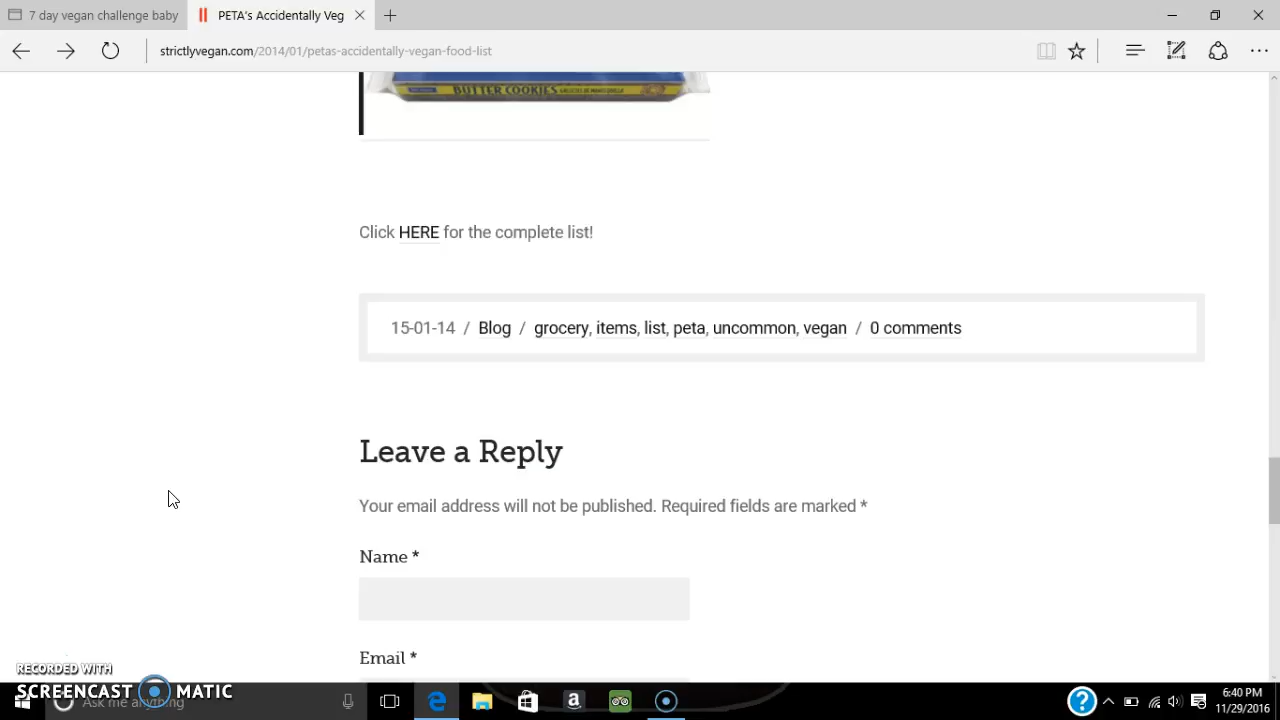 7 day vegan challenge baby
PETA's Accidentally Veg
strictlyvegan.com/2014/01/petas-accidentally-vegan-food-list
BUTTER COOKIES
Click HERE for the complete list!
15-01-14 / Blog / grocery, items, list, peta, uncommon, vegan / 0 comments
Leave a Reply
Your email address will not be published. Required fields are marked *
Name *
Email *
RECORDED WITH
SCREENCAST MATIC
Ask me anything
6:40 PM
11/29/2016